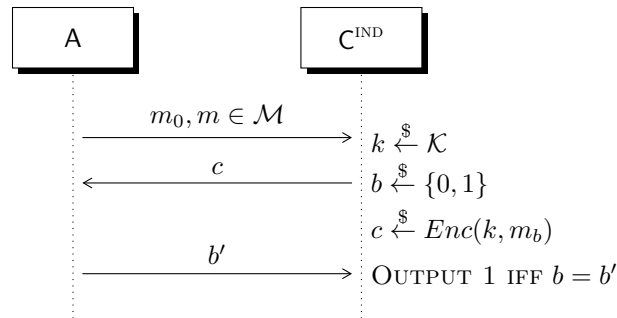 A
C^IND
m_0, m ∈ ℳ
k ←$ 𝒦
c
b ←$ {0, 1}
c ←$ Enc(k, m_b)
b′
OUTPUT 1 IFF b = b′